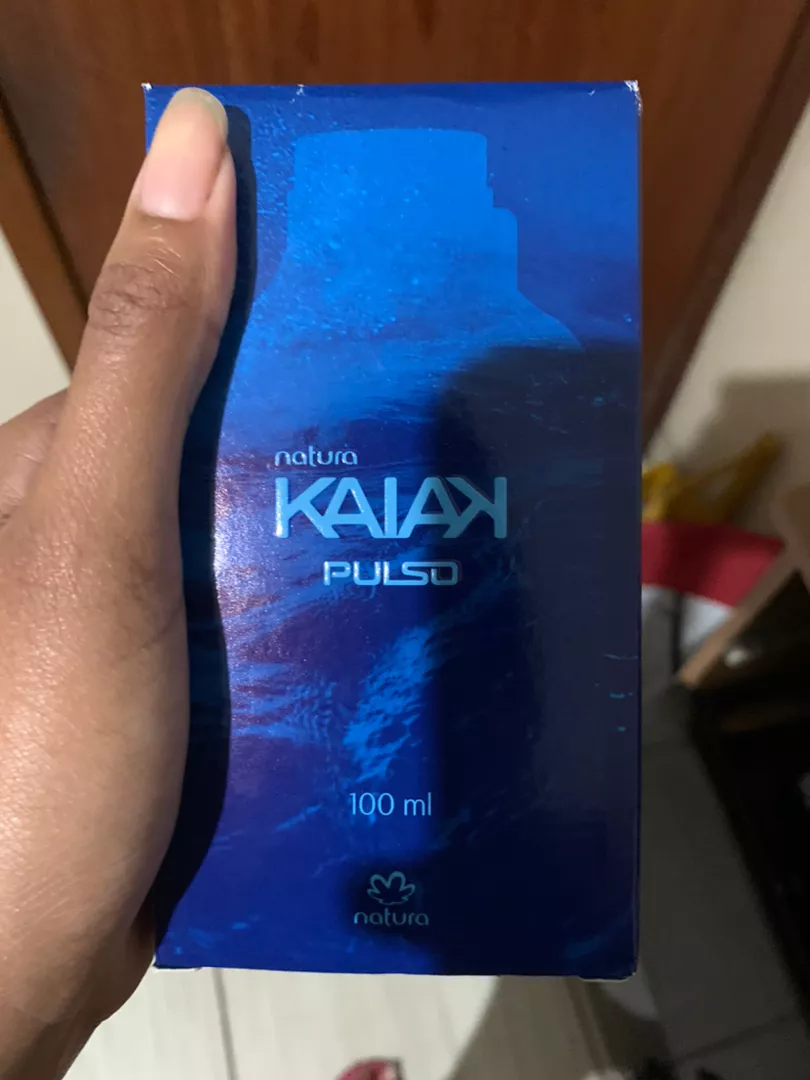 natura
KAIAK
PULSO
100 ml
natura